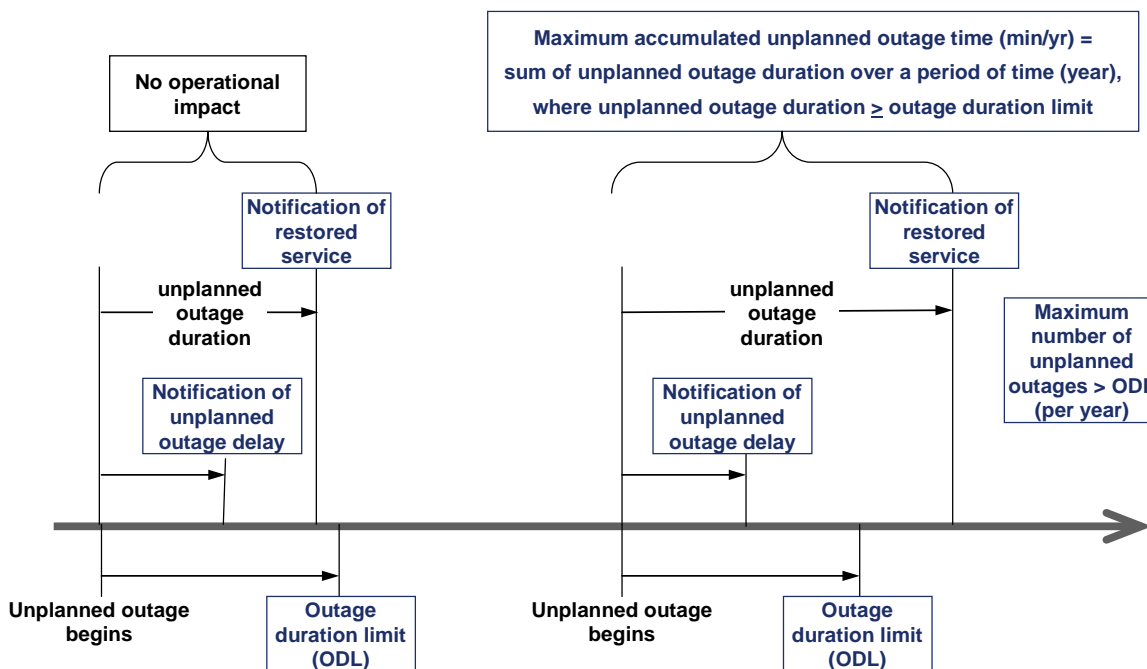 No operational
impact
Maximum accumulated unplanned outage time (min/yr) =
sum of unplanned outage duration over a period of time (year),
where unplanned outage duration ≥ outage duration limit
Notification of
restored
service
unplanned
outage
duration
Notification of
unplanned
outage delay
Notification of
restored
service
unplanned
outage
duration
Notification of
unplanned
outage delay
Maximum
number of
unplanned
outages > ODL
(per year)
Unplanned outage
begins
Outage
duration limit
(ODL)
Unplanned outage
begins
Outage
duration limit
(ODL)